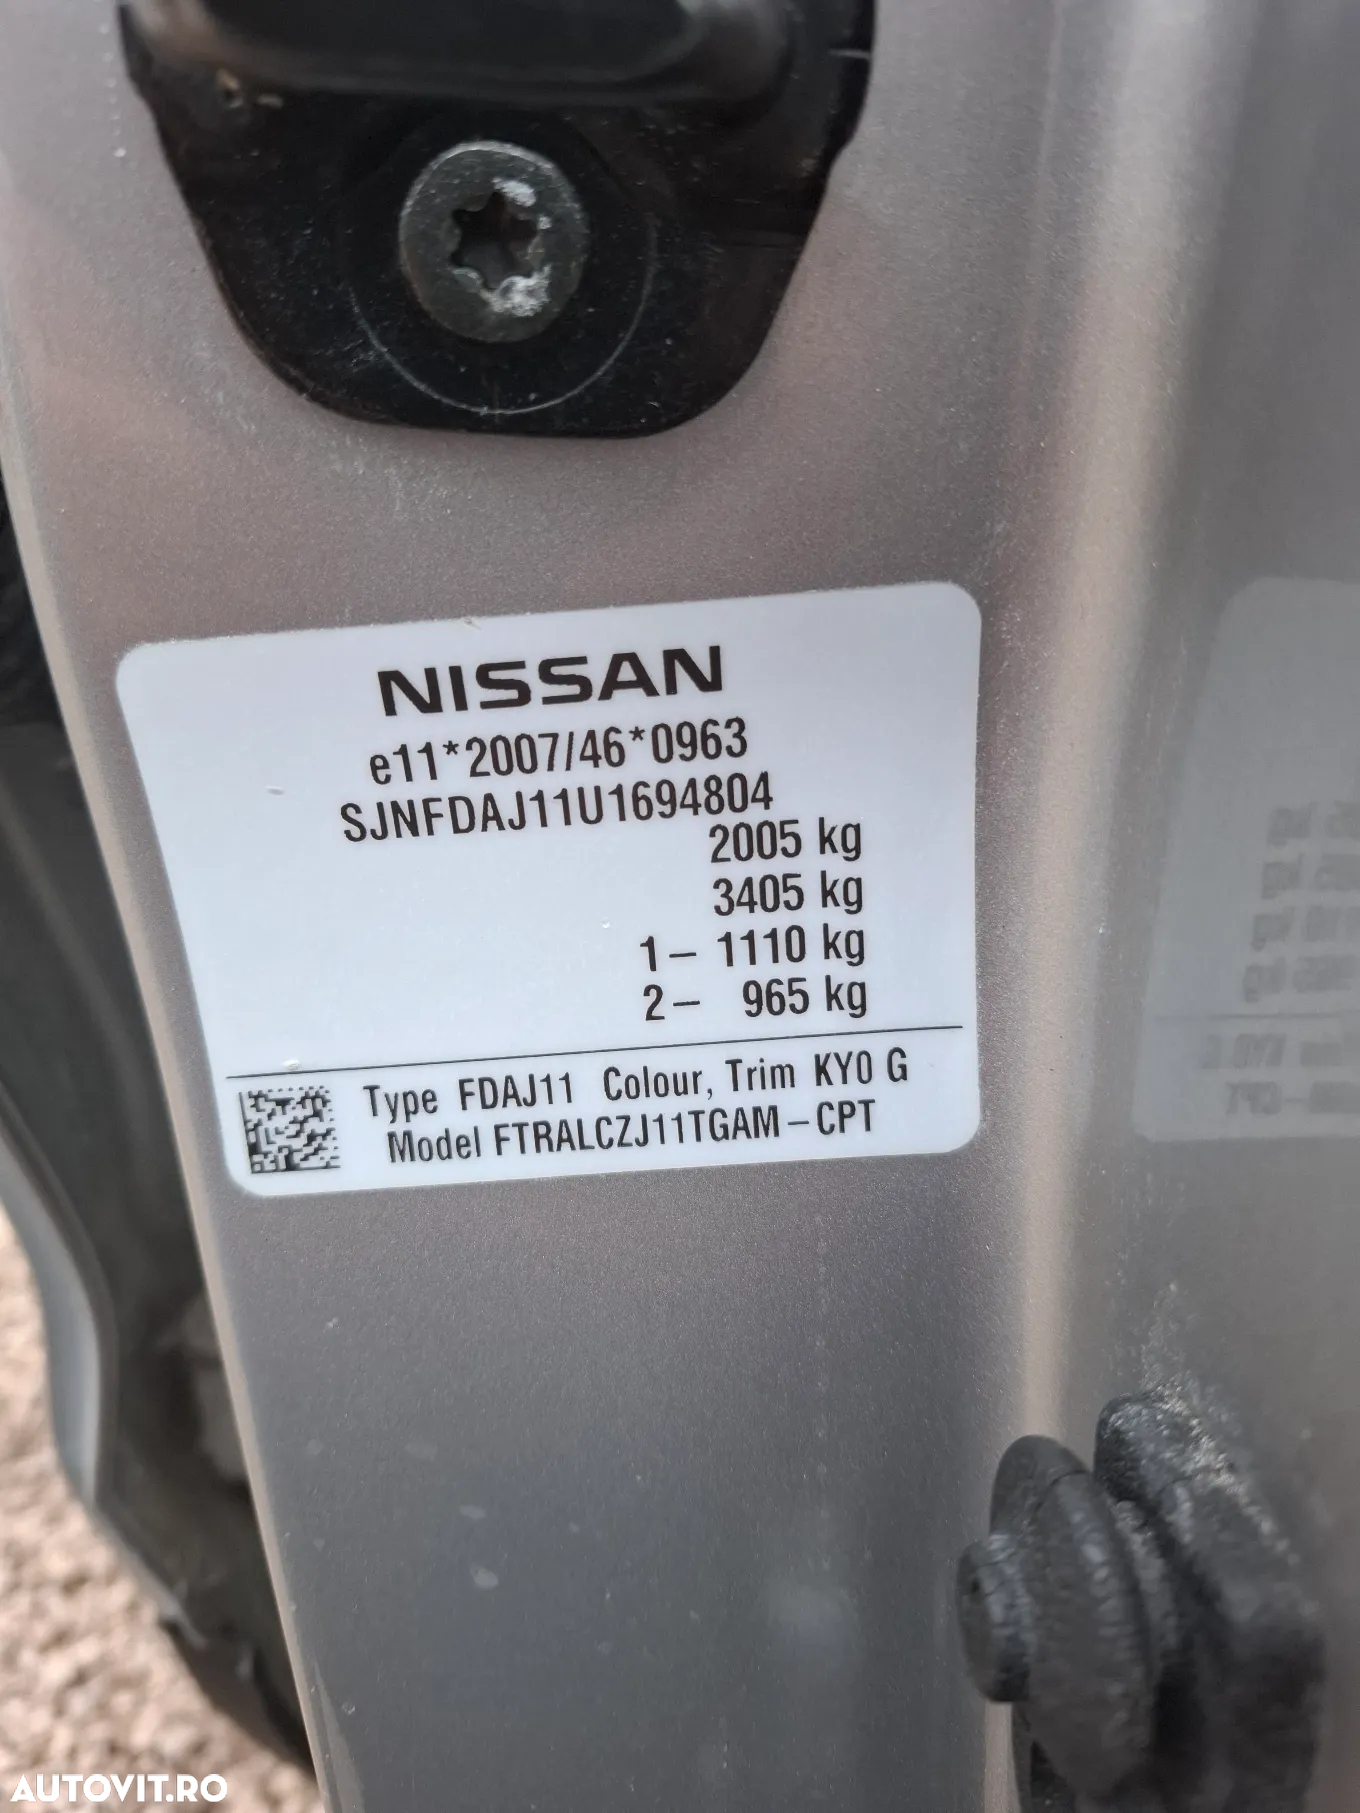 NISSAN
e11*2007/46*0963
SJNFDAJ11U1694804
2005 kg
3405 kg
1– 1110 kg
2– 965 kg
Type FDAJ11 Colour, Trim KY0 G
Model FTRALCZJ11TGAM–CPT
AUTOVIT.RO